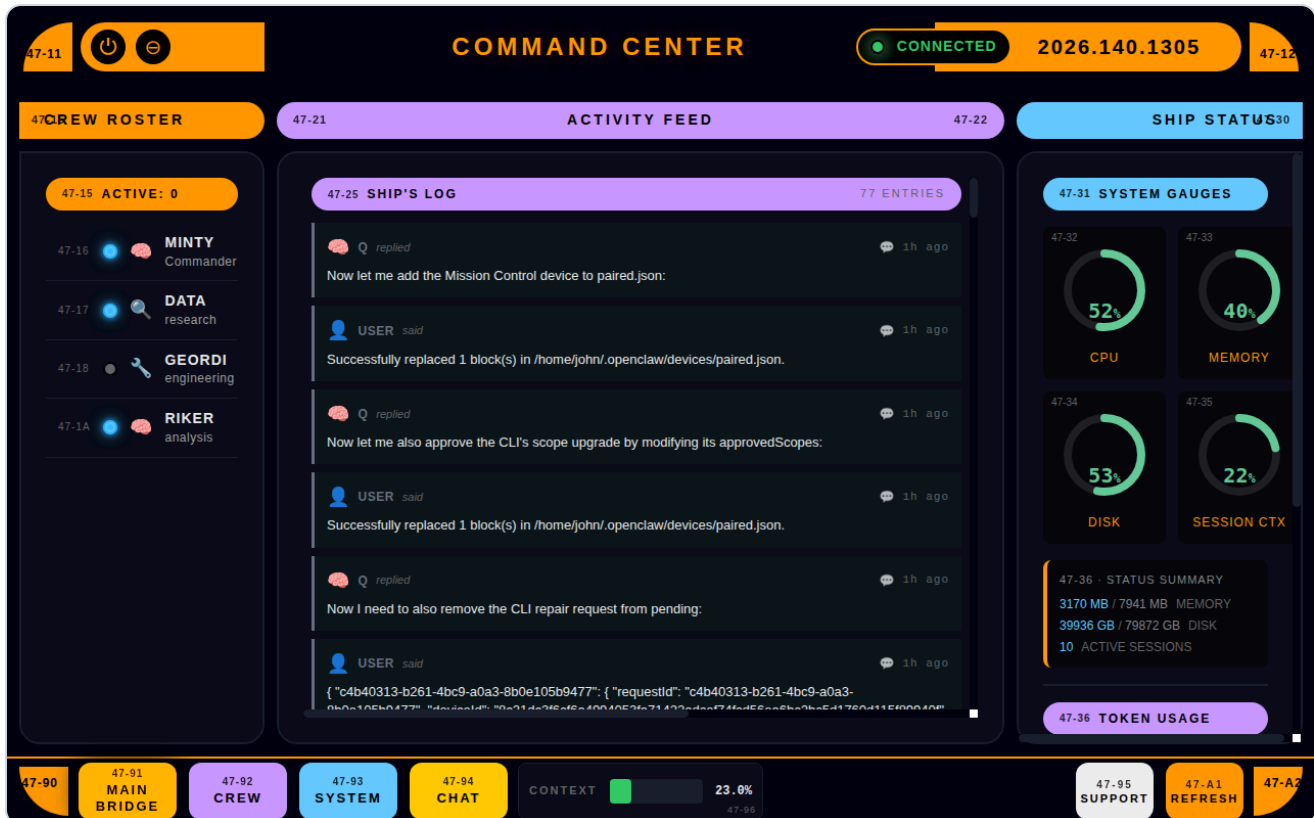 47-11
COMMAND CENTER
CONNECTED
2026.140.1305
47-12
CREW ROSTER
47-21
ACTIVITY FEED
47-22
SHIP STATUS
47-15 ACTIVE: 0
47-16
MINTY
Commander
47-17
DATA
research
47-18
GEORDI
engineering
47-1A
RIKER
analysis
47-25 SHIP'S LOG
77 ENTRIES
Q replied
1h ago
Now let me add the Mission Control device to paired.json:
USER said
1h ago
Successfully replaced 1 block(s) in /home/john/.openclaw/devices/paired.json.
Q replied
1h ago
Now let me also approve the CLI's scope upgrade by modifying its approvedScopes:
USER said
1h ago
Successfully replaced 1 block(s) in /home/john/.openclaw/devices/paired.json.
Q replied
1h ago
Now I need to also remove the CLI repair request from pending:
USER said
1h ago
{ "c4b40313-b261-4bc9-a0a3-8b0e105b9477": { "requestId": "c4b40313-b261-4bc9-a0a3-
47-31 SYSTEM GAUGES
47-32
52%
CPU
47-33
40%
MEMORY
47-34
53%
DISK
47-35
22%
SESSION CTX
47-36 · STATUS SUMMARY
3170 MB / 7941 MB MEMORY
39936 GB / 79872 GB DISK
10 ACTIVE SESSIONS
47-36 TOKEN USAGE
47-90
47-91
MAIN
BRIDGE
47-92
CREW
47-93
SYSTEM
47-94
CHAT
CONTEXT
23.0%
47-96
47-95
SUPPORT
47-A1
REFRESH
47-A2